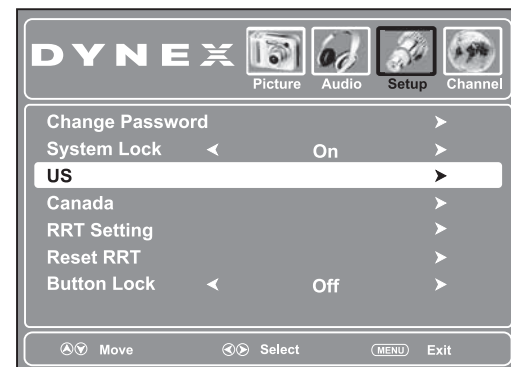 DYNEX
Picture Audio Setup Channel
Change Password
System Lock On
US
Canada
RRT Setting
Reset RRT
Button Lock Off
Move Select MENU Exit